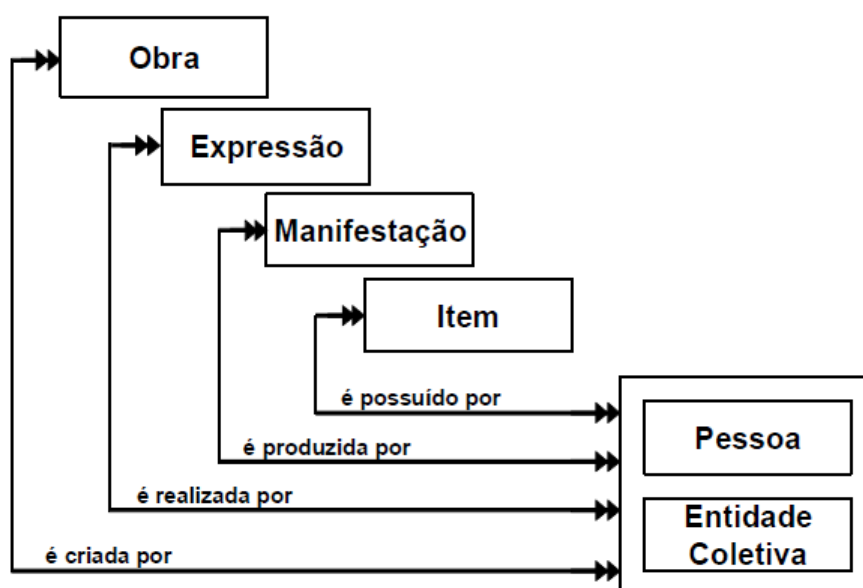 Obra
Expressão
Manifestação
Item
é possuído por
Pessoa
é produzida por
é realizada por
Entidade
Coletiva
é criada por